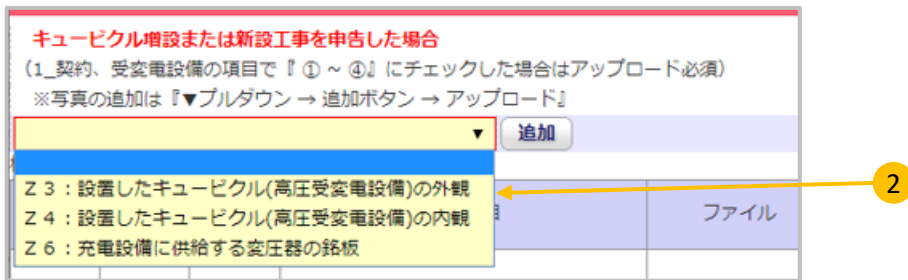 キュービクル増設または新設工事を申告した場合
(1_契約、受変電設備の項目で『 ① ~ ④』にチェックした場合はアップロード必須)
※写真の追加は『▼プルダウン → 追加ボタン → アップロード』
▼ 追加
Z 3 : 設置したキュービクル(高圧受変電設備)の外観
Z 4 : 設置したキュービクル(高圧受変電設備)の内観
Z 6 : 充電設備に供給する変圧器の銘板
ファイル
2